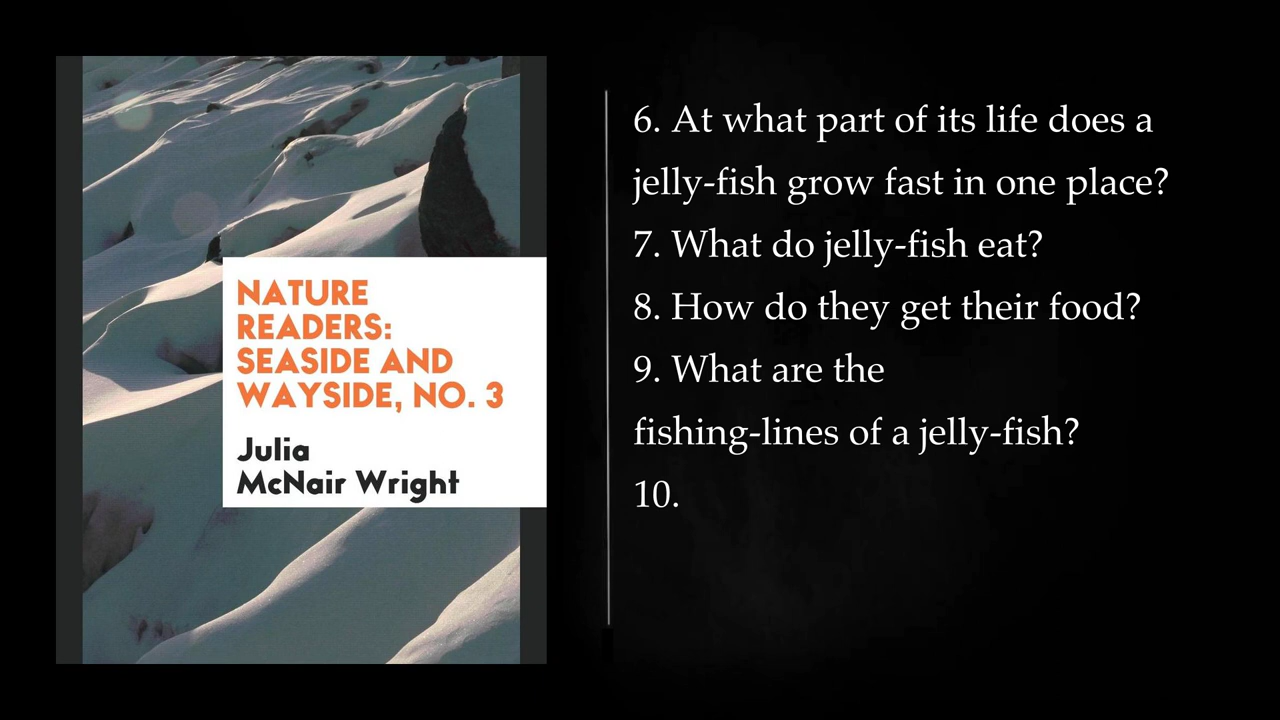 NATURE
READERS:
SEASIDE AND
WAYSIDE, NO. 3
Julia
McNair Wright
6. At what part of its life does a
jelly-fish grow fast in one place?
7. What do jelly-fish eat?
8. How do they get their food?
9. What are the
fishing-lines of a jelly-fish?
10.